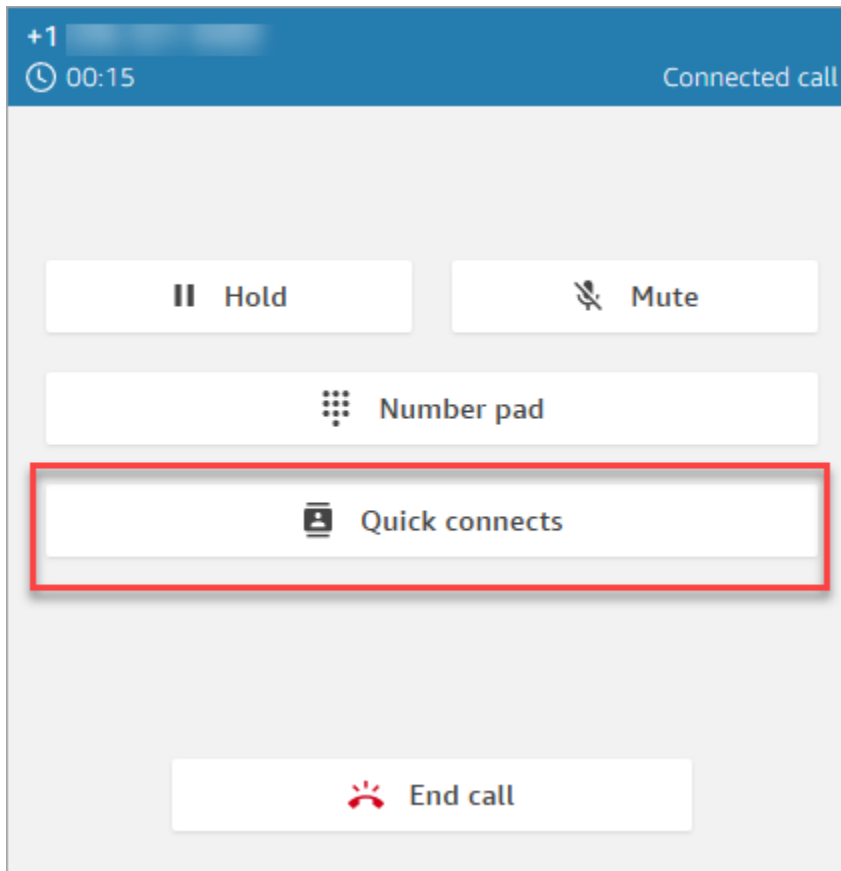 +1
00:15
Connected call
Hold
Mute
Number pad
Quick connects
End call